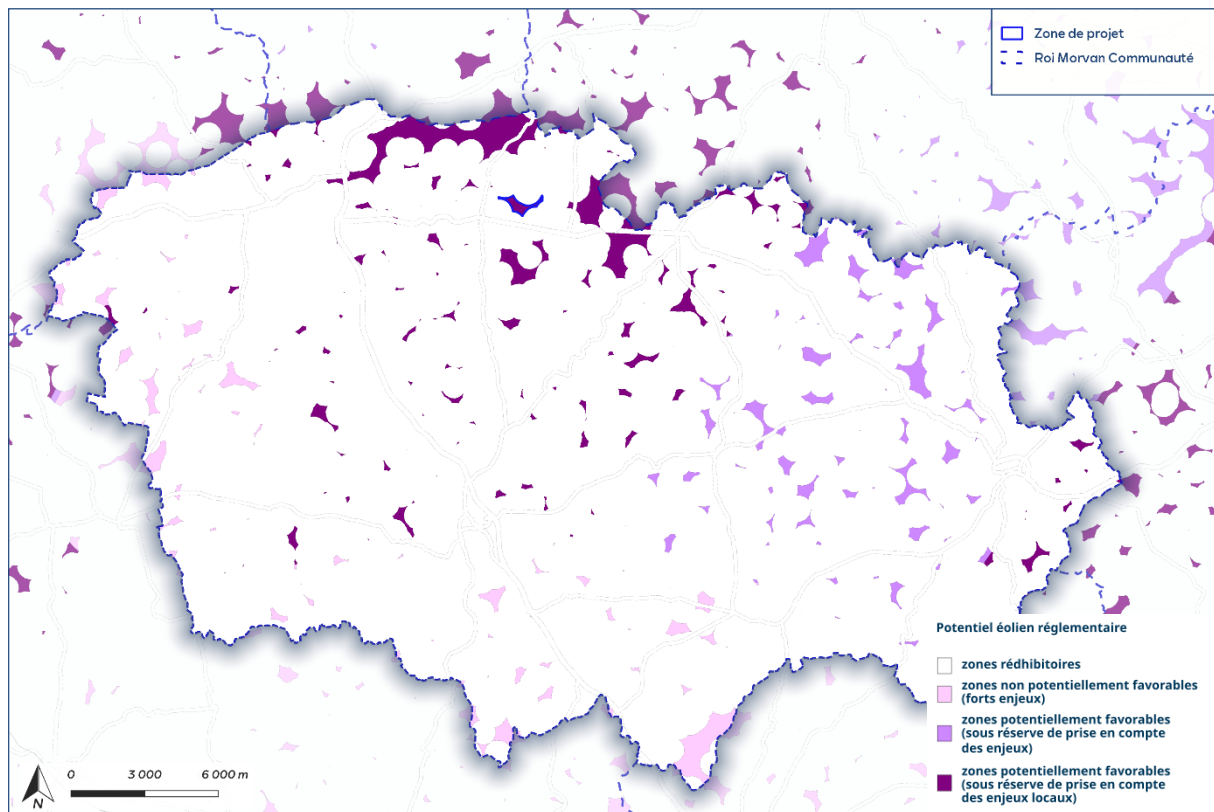 Zone de projet
Roi Morvan Communauté
Potentiel éolien réglementaire
zones rédhibitoires
zones non potentiellement favorables
(forts enjeux)
zones potentiellement favorables
(sous réserve de prise en compte
des enjeux)
zones potentiellement favorables
(sous réserve de prise en compte
des enjeux locaux)
0 3 000 6 000 m
N